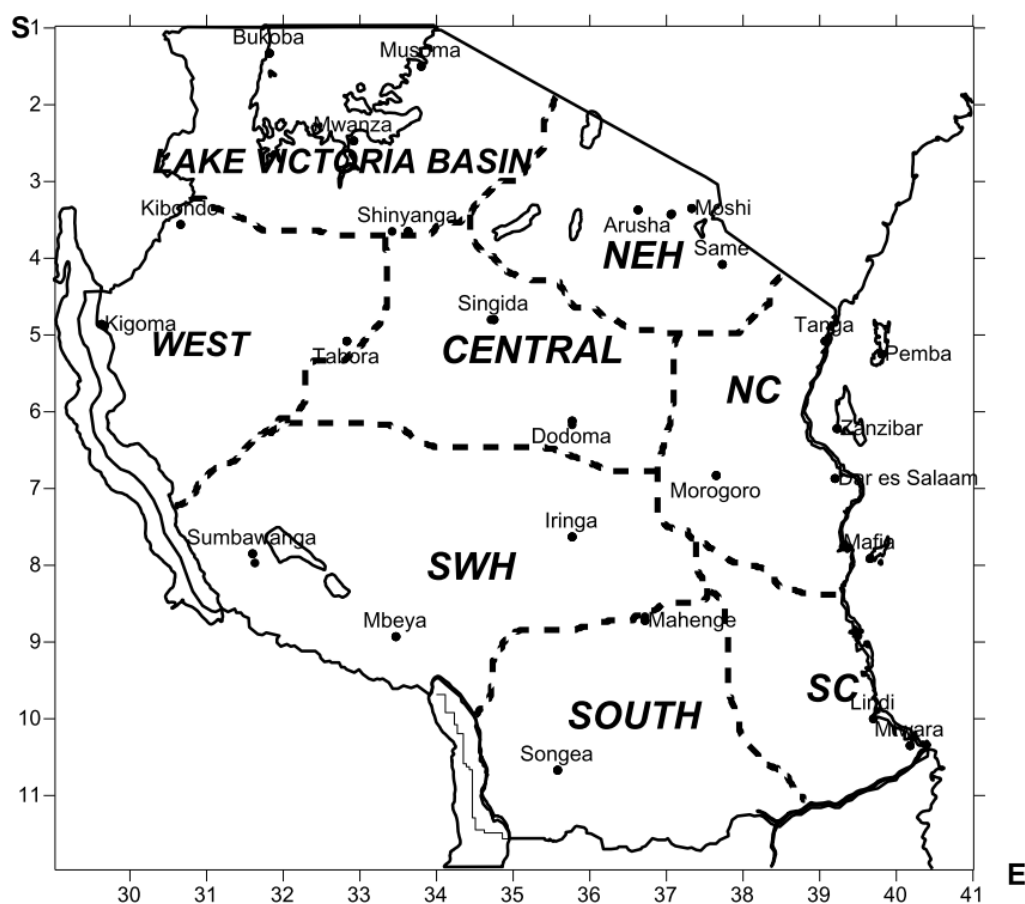 S
1
Bukoba
Musoma
2
Mwanza
LAKE VICTORIA BASIN
3
Kibondo
Shinyanga
Arusha
Moshi
NEH
Same
4
Singida
Kigoma
WEST
Tabora
CENTRAL
Tanga
5
Pemba
NC
6
Dodoma
Zanzibar
Morogoro
Dar es Salaam
7
Iringa
Sumbawanga
Mafia
8
SWH
Mbeya
Mahenge
9
SC
Lindi
SOUTH
Mtwara
10
Songea
11
30 31 32 33 34 35 36 37 38 39 40 41
E